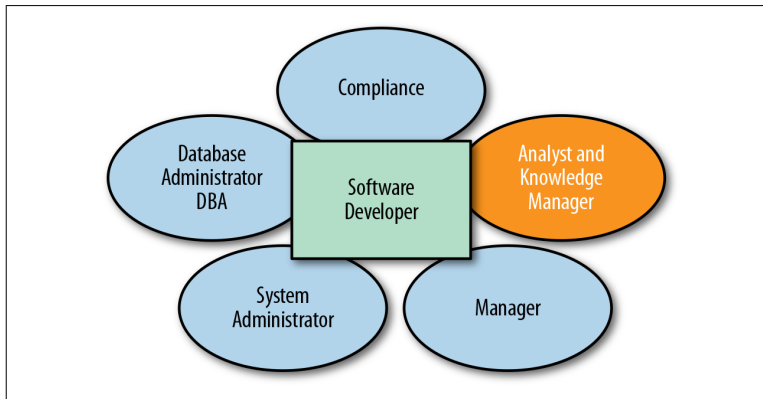 Compliance
Database
Administrator
DBA
Analyst and
Knowledge
Manager
Software
Developer
System
Administrator
Manager